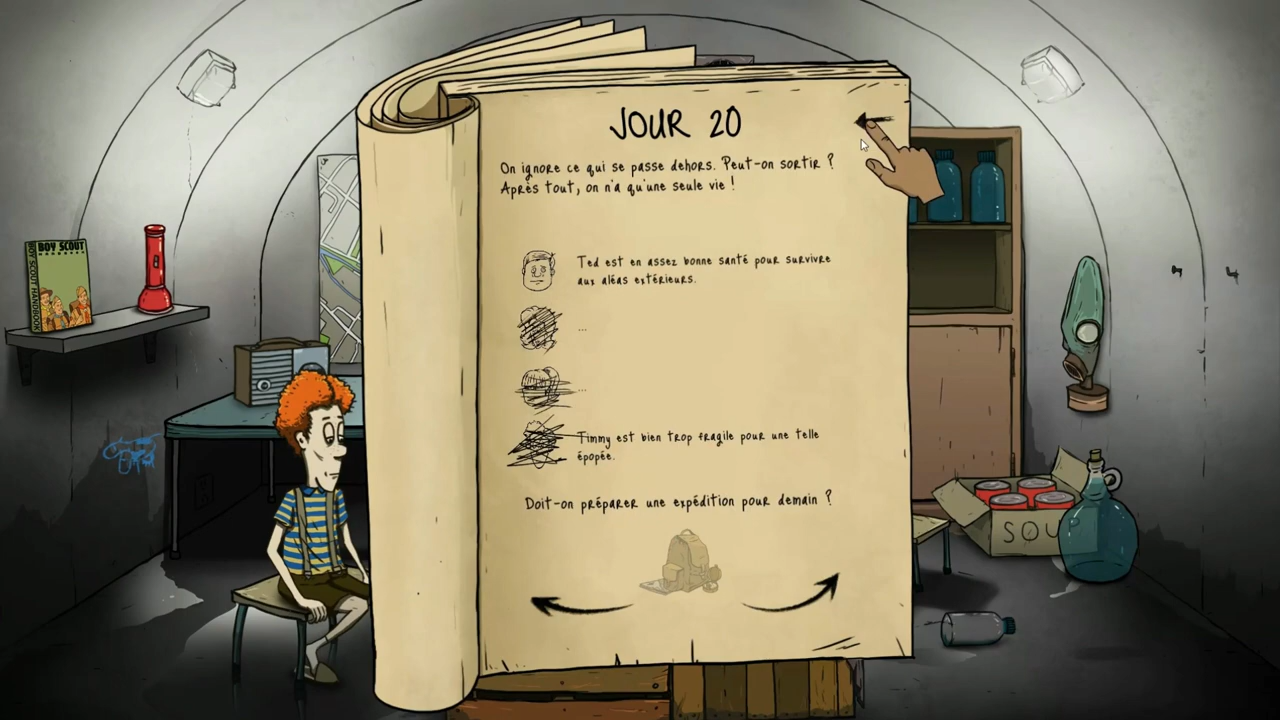 JOUR 20
On ignore ce qui se passe dehors. Peut-on sortir ?
Après tout, on n'a qu'une seule vie !
Ted est en assez bonne santé pour survivre
aux aléas extérieurs.
...
...
Timmy est bien trop fragile pour une telle
épopée.
Doit-on préparer une expédition pour demain ?
BOY SCOUT
BOY SCOUT HANDBOOK
SOUP